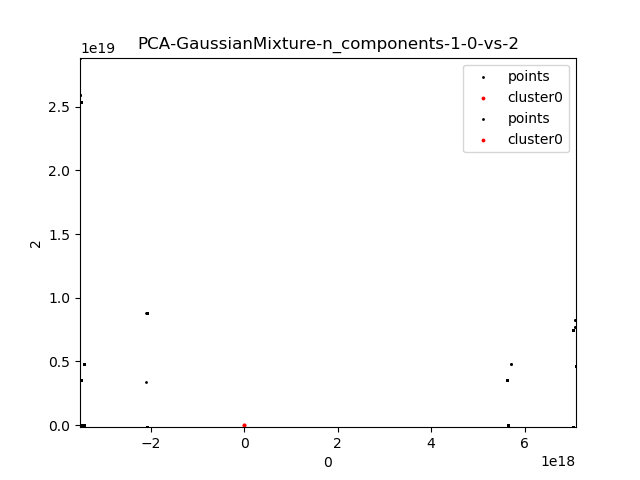 PCA-GaussianMixture-n_components-1-0-vs-2
1e19
points
cluster0
points
cluster0
2.5
2.0
1.5
1.0
0.5
0.0
2
−2
0
2
4
6
0
1e18